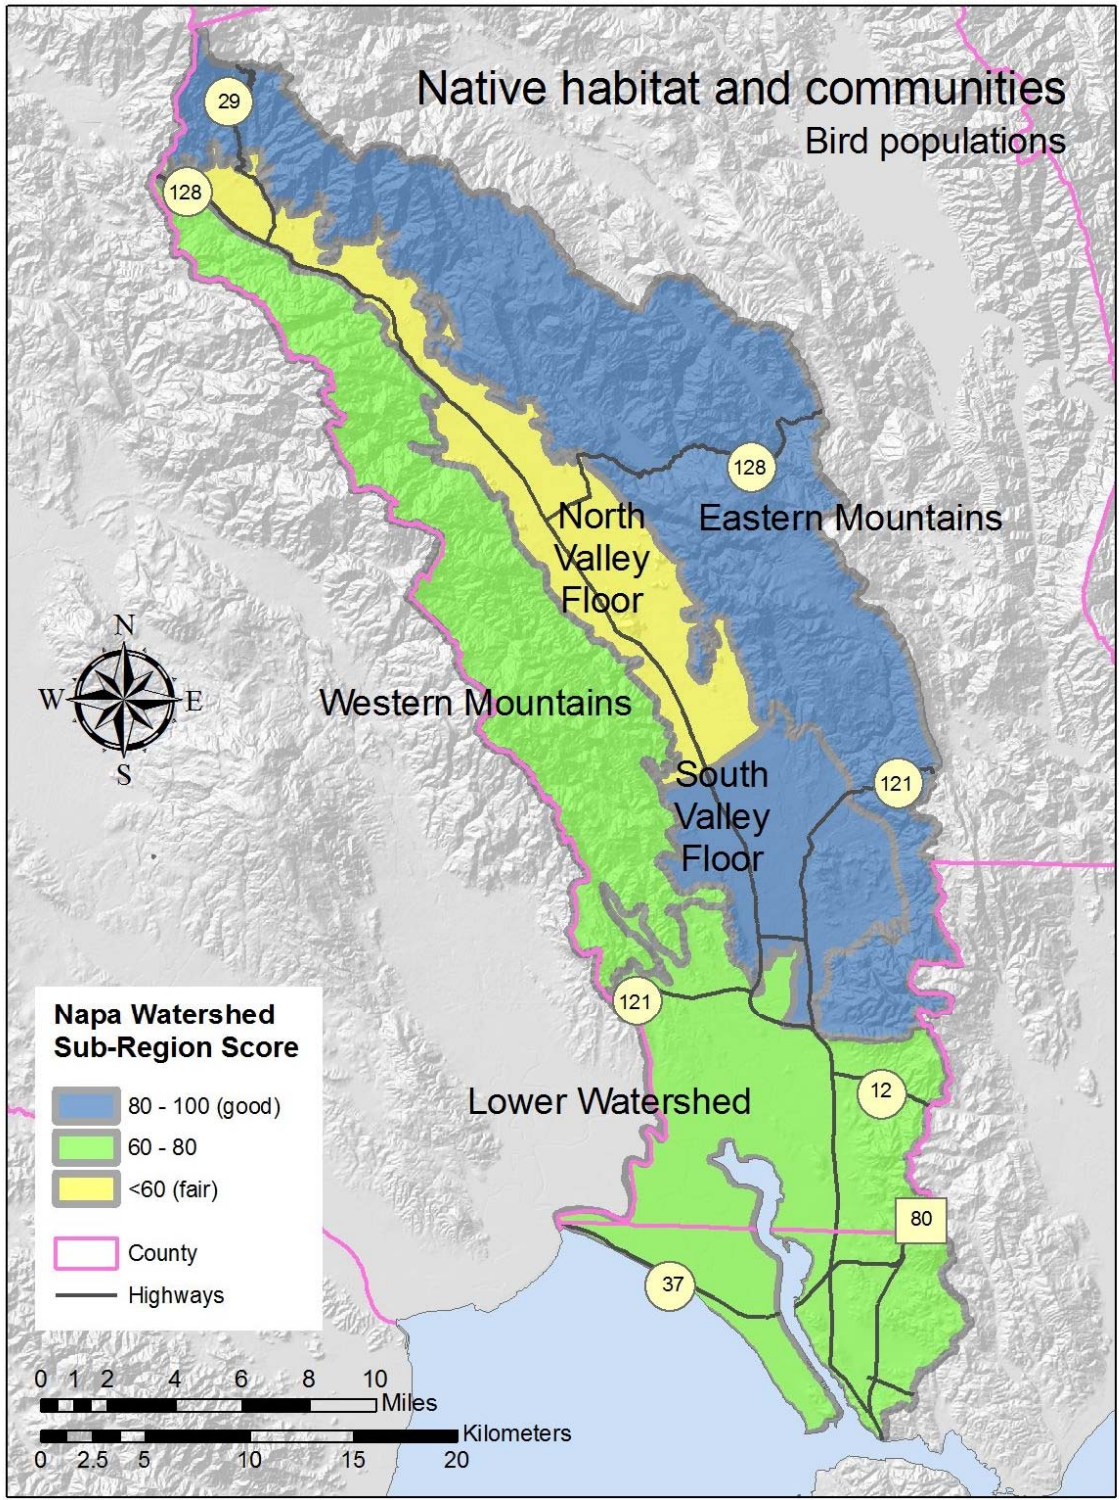 Native habitat and communities
Bird populations
29
128
128
North
Valley
Floor
Eastern Mountains
N
W
E
S
Western Mountains
South
Valley
Floor
121
121
Lower Watershed
12
80
37
Napa Watershed
Sub-Region Score
80 - 100 (good)
60 - 80
<60 (fair)
County
Highways
0 1 2 4 6 8 10
Miles
Kilometers
0 2.5 5 10 15 20